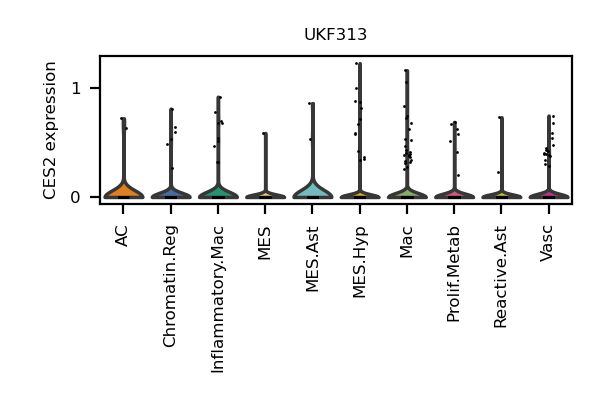 UKF313
CES2 expression
1
0
AC
Chromatin.Reg
Inflammatory.Mac
MES
MES.Ast
MES.Hyp
Mac
Prolif.Metab
Reactive.Ast
Vasc